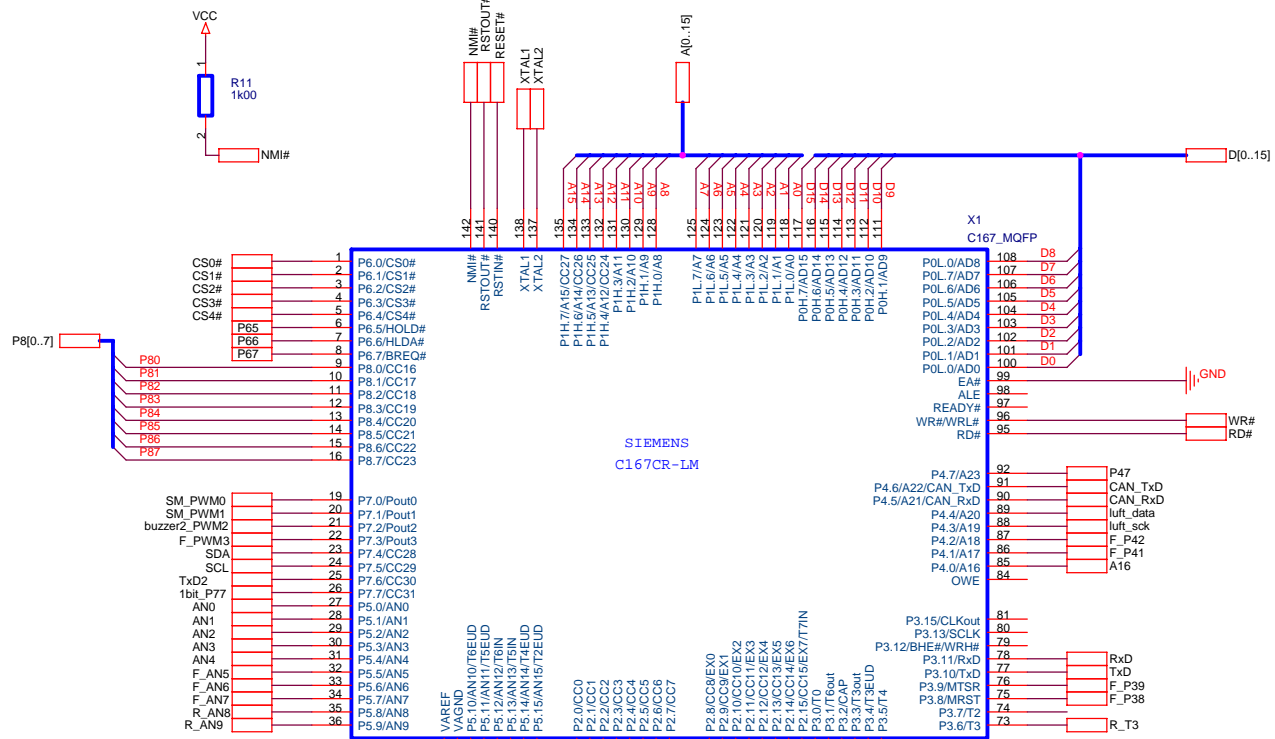 VCC
1
R11
1k00
2
NMI#
NMI#
RSTOUT#
RESET#
XTAL1
XTAL2
A[0..15]
D[0..15]
A15
A14
A13
A12
A11
A10
A9
A8
A7
A6
A5
A4
A3
A2
A1
A0
D15
D14
D13
D12
D11
D10
D9
142
141
140
138
137
135
134
133
132
131
130
129
128
125
124
123
122
121
120
119
118
117
116
115
114
113
112
111
X1
C167_MQFP
NMI#
RSTOUT#
RSTIN#
XTAL1
XTAL2
P1H.7/A15/CC27
P1H.6/A14/CC26
P1H.5/A13/CC25
P1H.4/A12/CC24
P1H.3/A11
P1H.2/A10
P1H.1/A9
P1H.0/A8
P1L.7/A7
P1L.6/A6
P1L.5/A5
P1L.4/A4
P1L.3/A3
P1L.2/A2
P1L.1/A1
P1L.0/A0
P0H.7/AD15
P0H.6/AD14
P0H.5/AD13
P0H.4/AD12
P0H.3/AD11
P0H.2/AD10
P0H.1/AD9
CS0# 1 P6.0/CS0#
CS1# 2 P6.1/CS1#
CS2# 3 P6.2/CS2#
CS3# 4 P6.3/CS3#
CS4# 5 P6.4/CS4#
P65 6 P6.5/HOLD#
P66 7 P6.6/HLDA#
P67 8 P6.7/BREQ#
P8[0..7]
P80 9 P8.0/CC16
P81 10 P8.1/CC17
P82 11 P8.2/CC18
P83 12 P8.3/CC19
P84 13 P8.4/CC20
P85 14 P8.5/CC21
P86 15 P8.6/CC22
P87 16 P8.7/CC23
SM_PWM0 19 P7.0/Pout0
SM_PWM1 20 P7.1/Pout1
buzzer2_PWM2 21 P7.2/Pout2
F_PWM3 22 P7.3/Pout3
SDA 23 P7.4/CC28
SCL 24 P7.5/CC29
TxD2 25 P7.6/CC30
1bit_P77 26 P7.7/CC31
AN0 27 P5.0/AN0
AN1 28 P5.1/AN1
AN2 29 P5.2/AN2
AN3 30 P5.3/AN3
AN4 31 P5.4/AN4
F_AN5 32 P5.5/AN5
F_AN6 33 P5.6/AN6
F_AN7 34 P5.7/AN7
R_AN8 35 P5.8/AN8
R_AN9 36 P5.9/AN9
SIEMENS
C167CR-LM
P0L.0/AD8 108 D8
P0L.7/AD7 107 D7
P0L.6/AD6 106 D6
P0L.5/AD5 105 D5
P0L.4/AD4 104 D4
P0L.3/AD3 103 D3
P0L.2/AD2 102 D2
P0L.1/AD1 101 D1
P0L.0/AD0 100 D0
EA# 99 GND
ALE 98
READY# 97
WR#/WRL# 96 WR#
RD# 95 RD#
P4.7/A23 92 P47
P4.6/A22/CAN_TxD 91 CAN_TxD
P4.5/A21/CAN_RxD 90 CAN_RxD
P4.4/A20 89 luft_data
P4.3/A19 88 luft_sck
P4.2/A18 87 F_P42
P4.1/A17 86 F_P41
P4.0/A16 85 A16
OWE 84
P3.15/CLKout 81
P3.13/SCLK 80
P3.12/BHE#/WRH# 79
P3.11/RxD 78 RxD
P3.10/TxD 77 TxD
P3.9/MTSR 76 F_P39
P3.8/MRST 75 F_P38
P3.7/T2 74
P3.6/T3 73 R_T3
VAREF
VAGND
P5.10/AN10/T6EUD
P5.11/AN11/T5EUD
P5.12/AN12/T6IN
P5.13/AN13/T5IN
P5.14/AN14/T4EUD
P5.15/AN15/T2EUD
P2.0/CC0
P2.1/CC1
P2.2/CC2
P2.3/CC3
P2.4/CC4
P2.5/CC5
P2.6/CC6
P2.7/CC7
P2.8/CC8/EX0
P2.9/CC9/EX1
P2.10/CC10/EX2
P2.11/CC11/EX3
P2.12/CC12/EX4
P2.13/CC13/EX5
P2.14/CC14/EX6
P2.15/CC15/EX7/T7IN
P3.0/T0
P3.1/T6out
P3.2/CAP
P3.3/T3out
P3.4/T3EUD
P3.5/T4